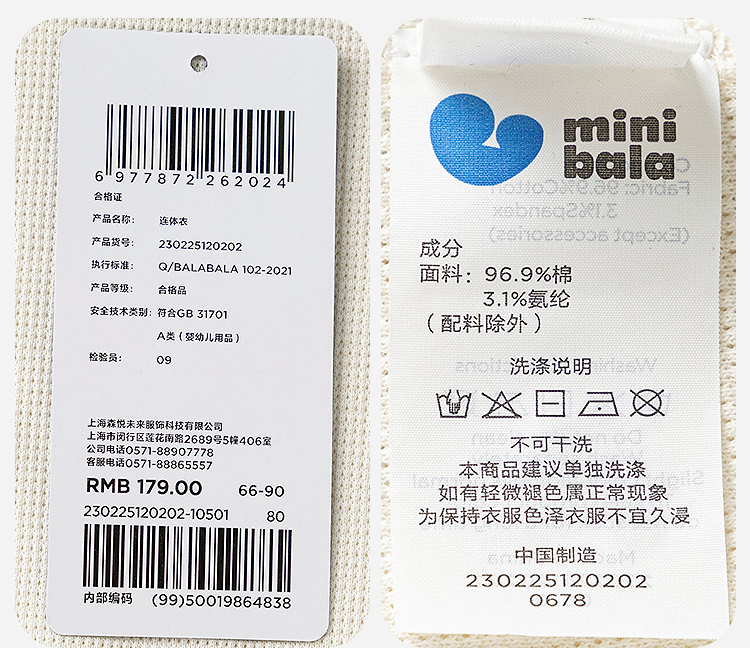 6 977872 262024
合格证
产品名称: 连体衣
产品货号: 230225120202
执行标准: Q/BALABALA 102-2021
产品等级: 合格品
安全技术类别: 符合GB 31701
A类(婴幼儿用品)
检验员: 09
上海森悦未来服饰科技有限公司
上海市闵行区莲花南路2689号5幢406室
公司电话0571-88907778
客服电话0571-88865557
RMB 179.00 66-90
230225120202-10501 80
内部编码 (99)50019864838
mini
bala
成分
面料: 96.9%棉
3.1%氨纶
(配料除外)
洗涤说明
不可干洗
本商品建议单独洗涤
如有轻微褪色属正常现象
为保持衣服色泽衣服不宜久浸
中国制造
230225120202
0678
Fabric: 96.9%Cotton
3.1%Spandex
(Except accessories)